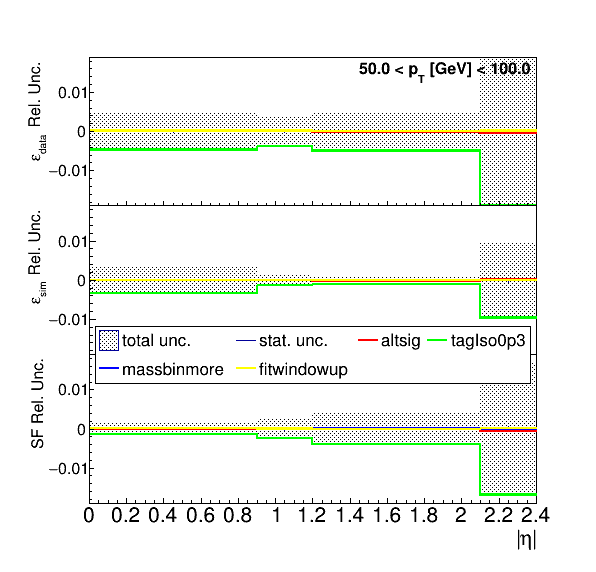 50.0 < p_T [GeV] < 100.0
ε_data Rel. Unc.
0.01
0
−0.01
ε_sim Rel. Unc.
0.01
0
−0.01
total unc. stat. unc. altsig tagIso0p3
massbinmore fitwindowup
SF Rel. Unc.
0.01
0
−0.01
0 0.2 0.4 0.6 0.8 1 1.2 1.4 1.6 1.8 2 2.2 2.4
|η|